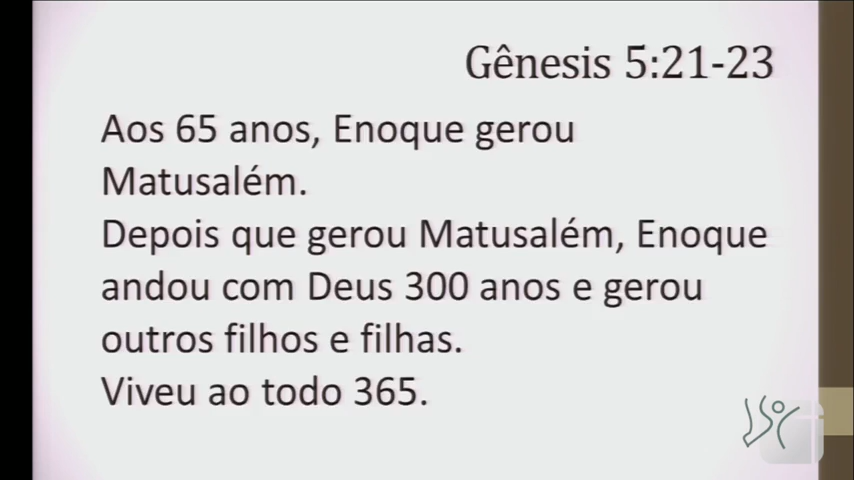 Gênesis 5:21-23
Aos 65 anos, Enoque gerou
Matusalém.
Depois que gerou Matusalém, Enoque
andou com Deus 300 anos e gerou
outros filhos e filhas.
Viveu ao todo 365.